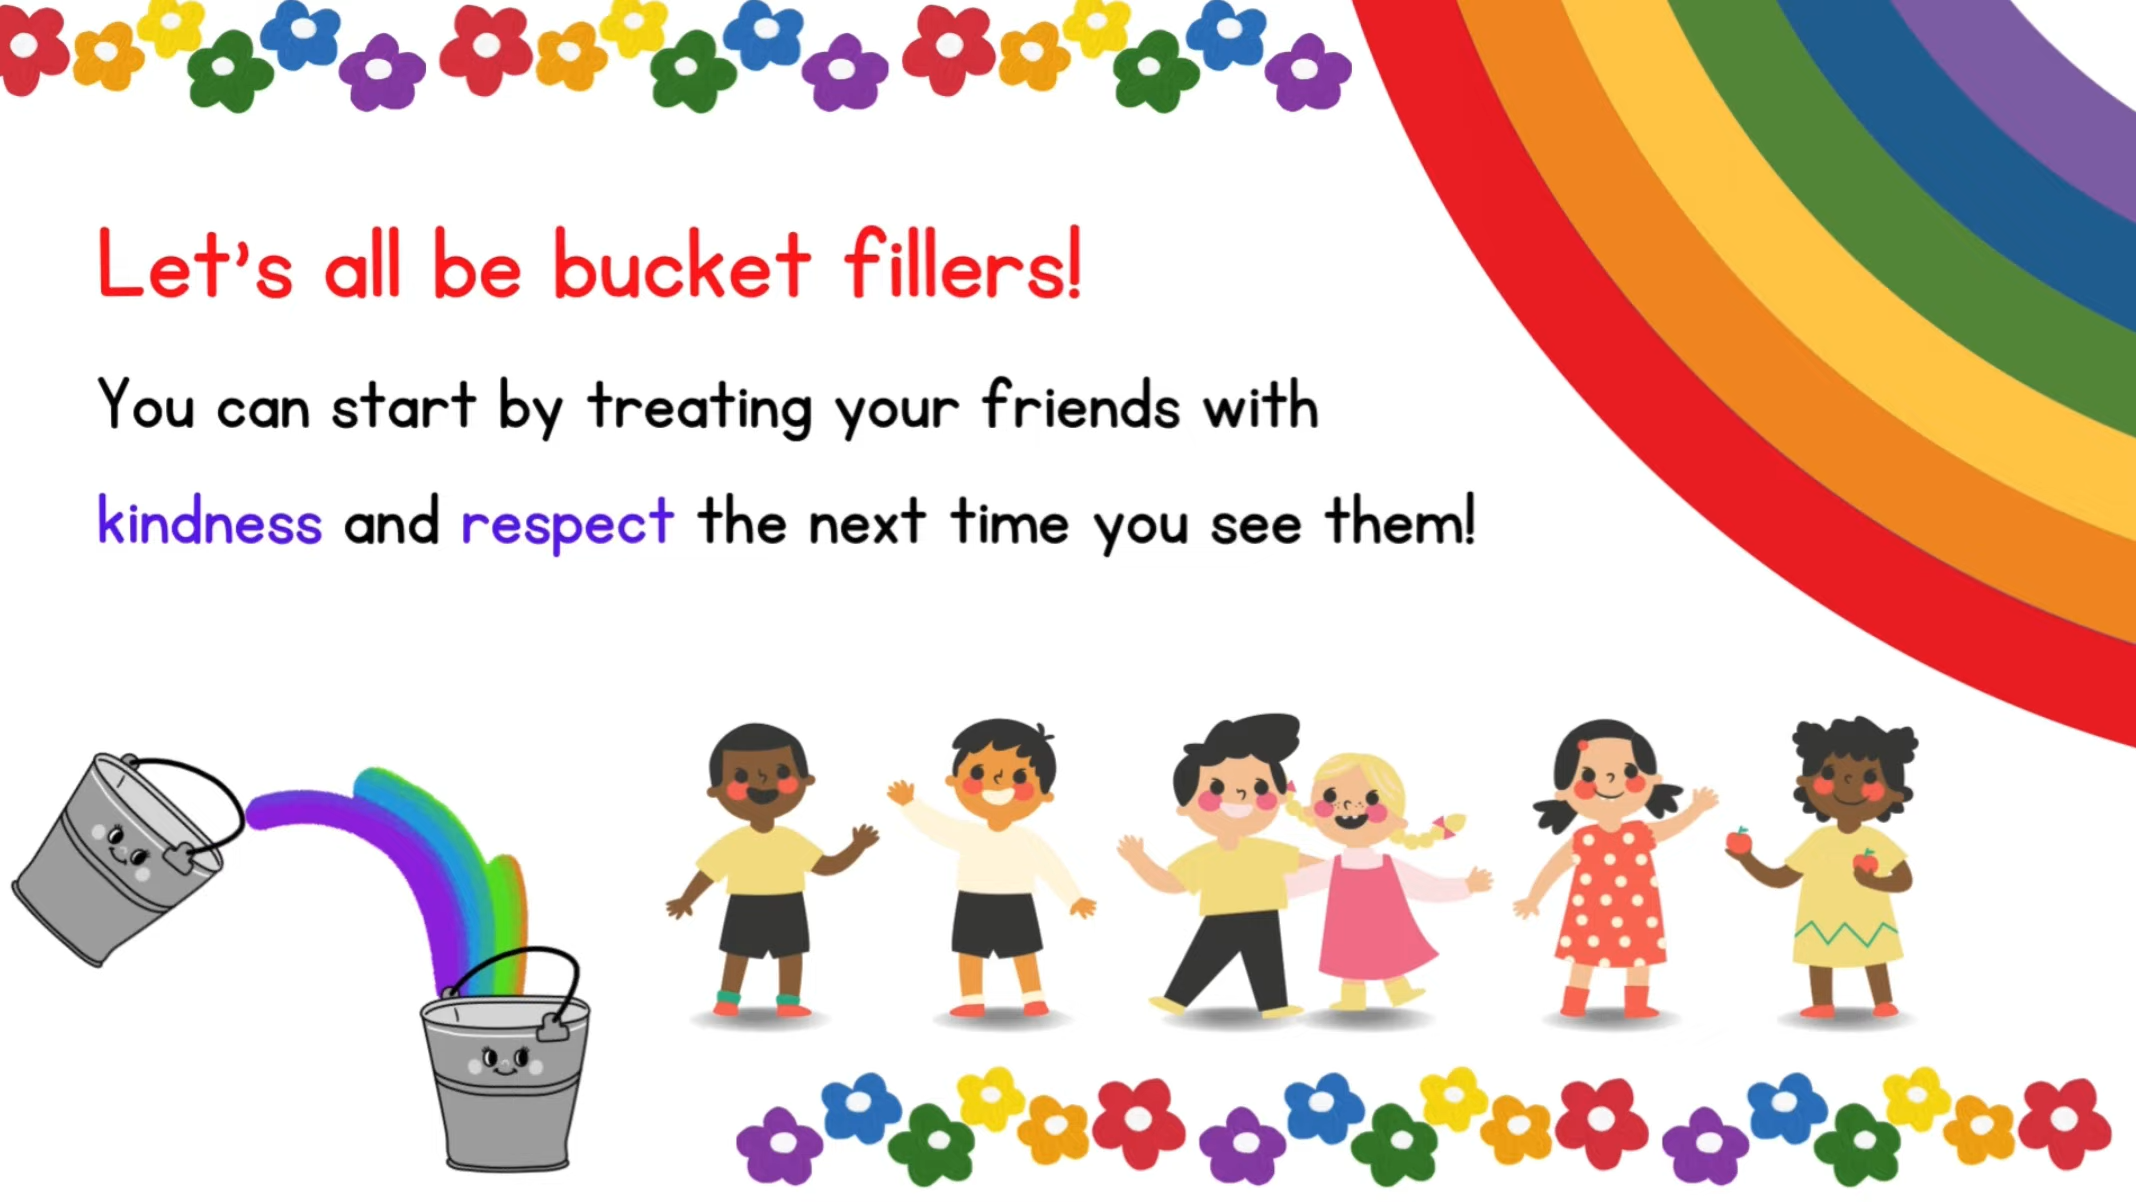 Let's all be bucket fillers!
You can start by treating your friends with
kindness and respect the next time you see them!